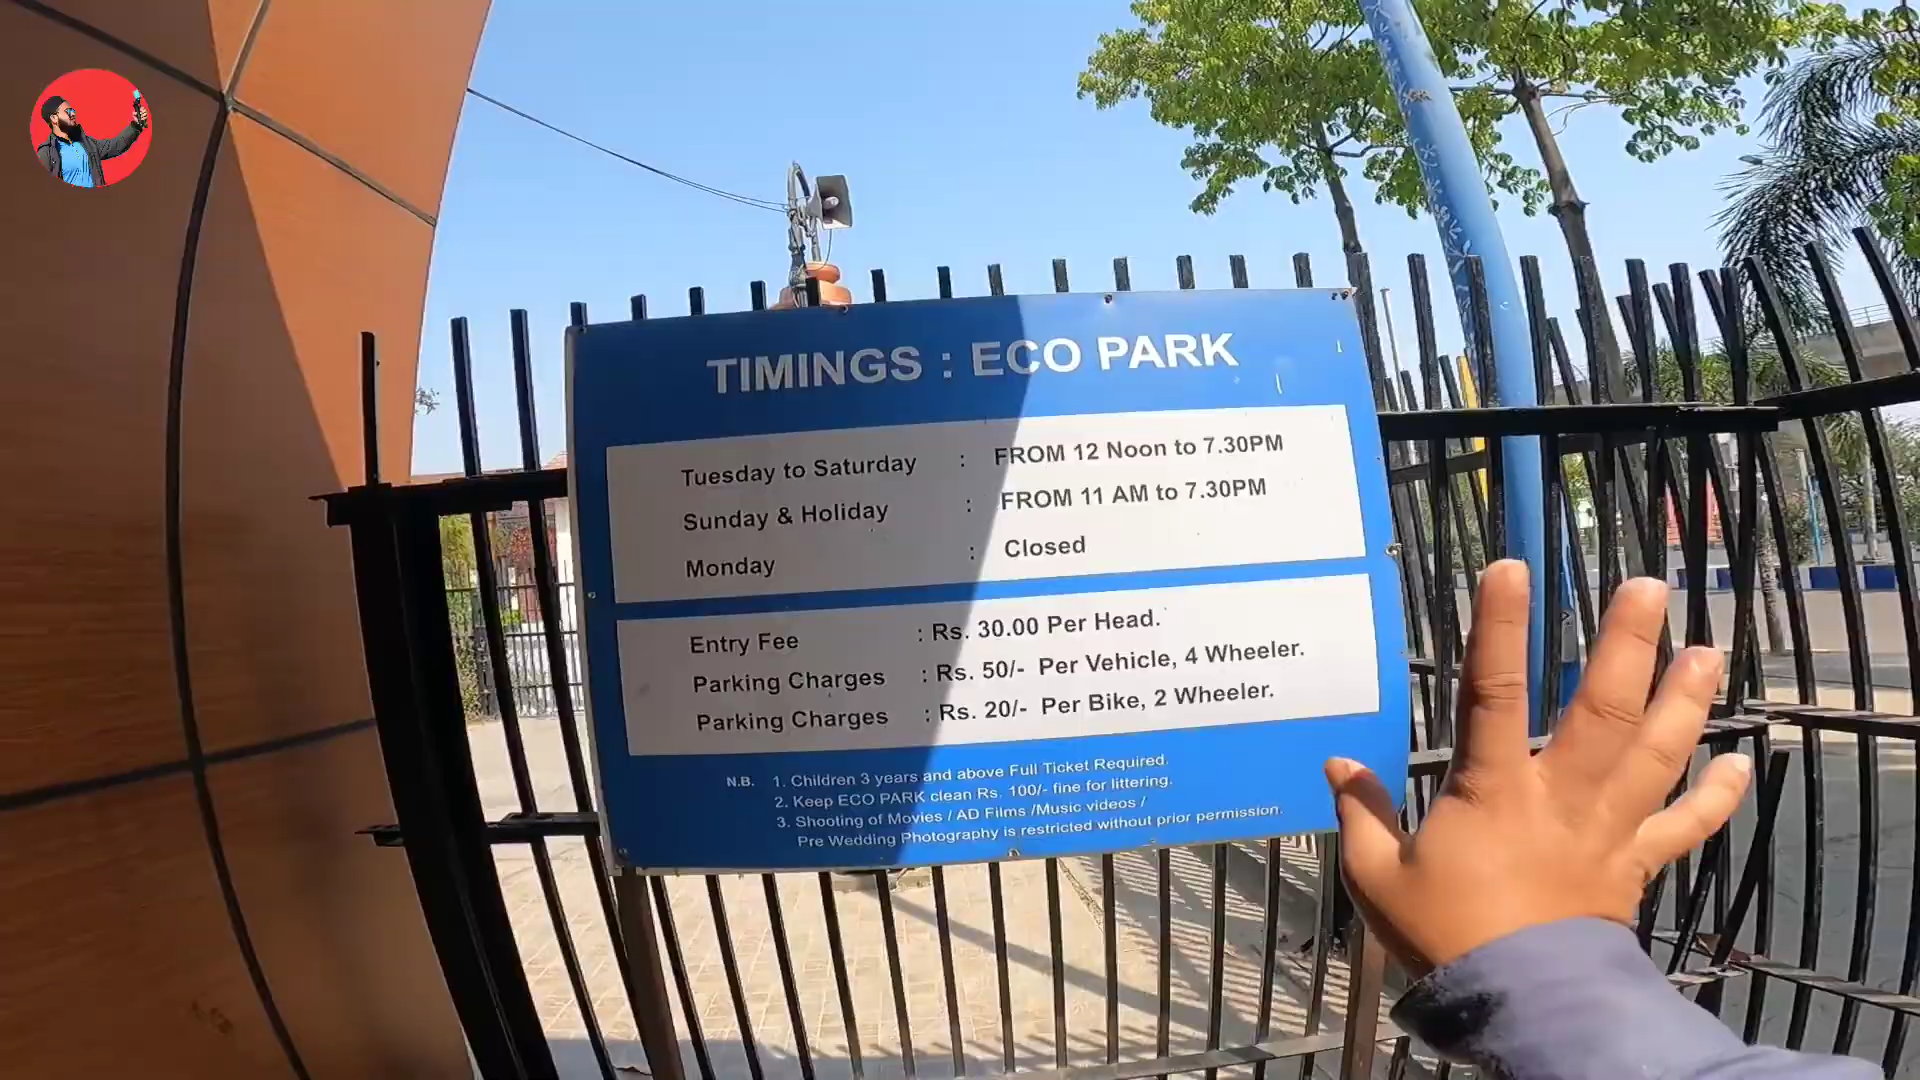 TIMINGS : ECO PARK
Tuesday to Saturday : FROM 12 Noon to 7.30PM
Sunday & Holiday : FROM 11 AM to 7.30PM
Monday : Closed
Entry Fee : Rs. 30.00 Per Head.
Parking Charges : Rs. 50/- Per Vehicle, 4 Wheeler.
Parking Charges : Rs. 20/- Per Bike, 2 Wheeler.
N.B. 1. Children 3 years and above Full Ticket Required.
2. Keep ECO PARK clean Rs. 100/- fine for littering.
3. Shooting of Movies / AD Films /Music videos /
Pre Wedding Photography is restricted without prior permission.